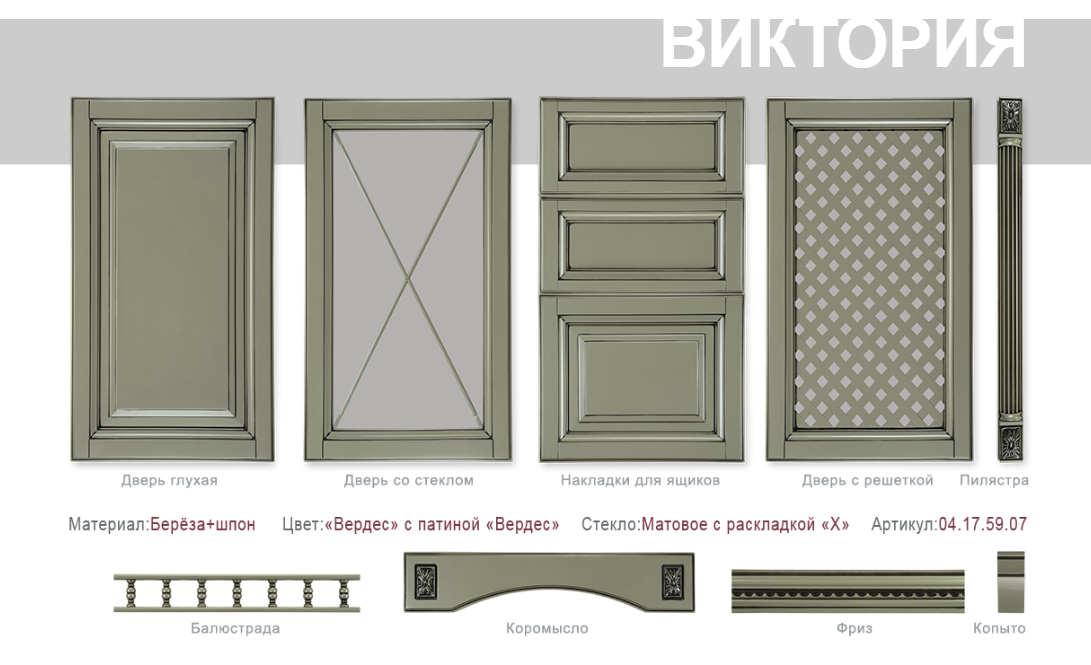 ВИКТОРИЯ
Дверь глухая Дверь со стеклом Накладки для ящиков Дверь с решеткой Пилястра
Материал:Берёза+шпон Цвет:«Вердес» с патиной «Вердес» Стекло:Матовое с раскладкой «Х» Артикул:04.17.59.07
Балюстрада Коромысло Фриз Копыто